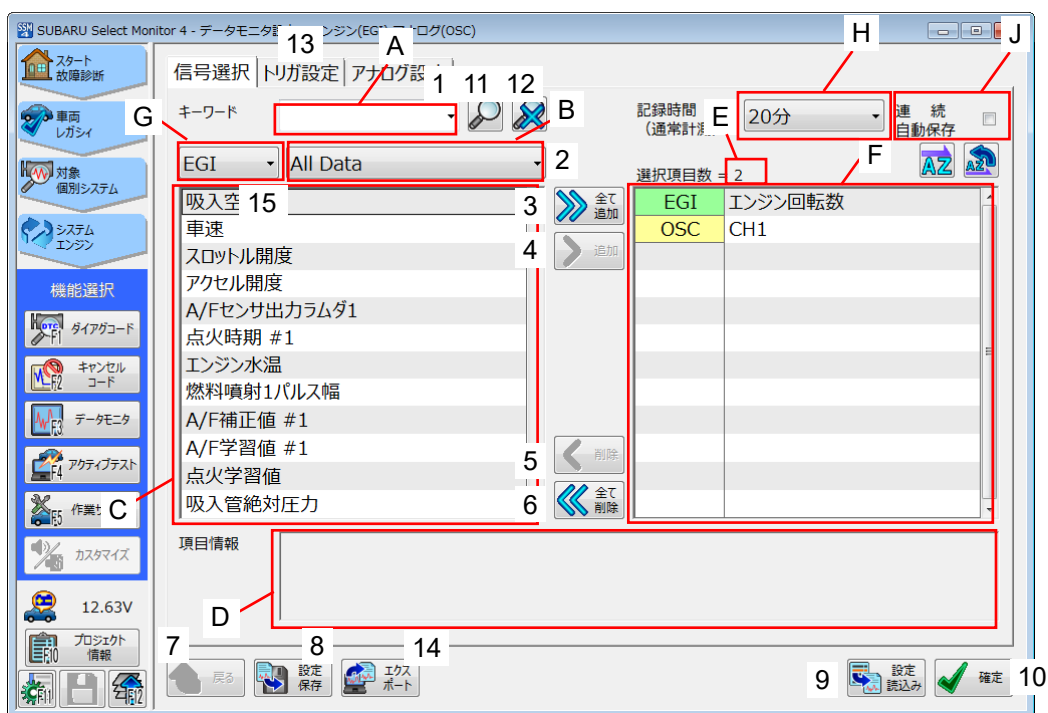 SUBARU Select Monitor 4 - データモニタ設 ンジン(EG アナログ(OSC)
H
J
13
A
スタート
故障診断
信号選択
トリガ設定
アナログ設
1
11
12
キーワード
B
記録時間
(通常計測
E
20分
連 続
自動保存
車両
レガシィ
G
F
EGI
All Data
2
対象
個別システム
選択項目数 = 2
AZ
AZ
吸入空
15
3
全て
追加
EGI
エンジン回転数
システム
エンジン
車速
OSC
CH1
スロットル開度
4
追加
機能選択
アクセル開度
A/Fセンサ出力ラムダ1
DTC
F1
ダイアグコード
点火時期 #1
エンジン水温
F2
キャンセル
コード
燃料噴射1パルス幅
F3
データモニタ
A/F補正値 #1
A/F学習値 #1
F4
アクティブテスト
5
削除
点火学習値
F5
作業
C
吸入管絶対圧力
6
全て
削除
カスタマイズ
項目情報
12.63V
D
F10
プロジェクト
情報
7
戻る
8
設定
保存
14
エクス
ポート
9
設定
読込み
確定
10
F11
F12